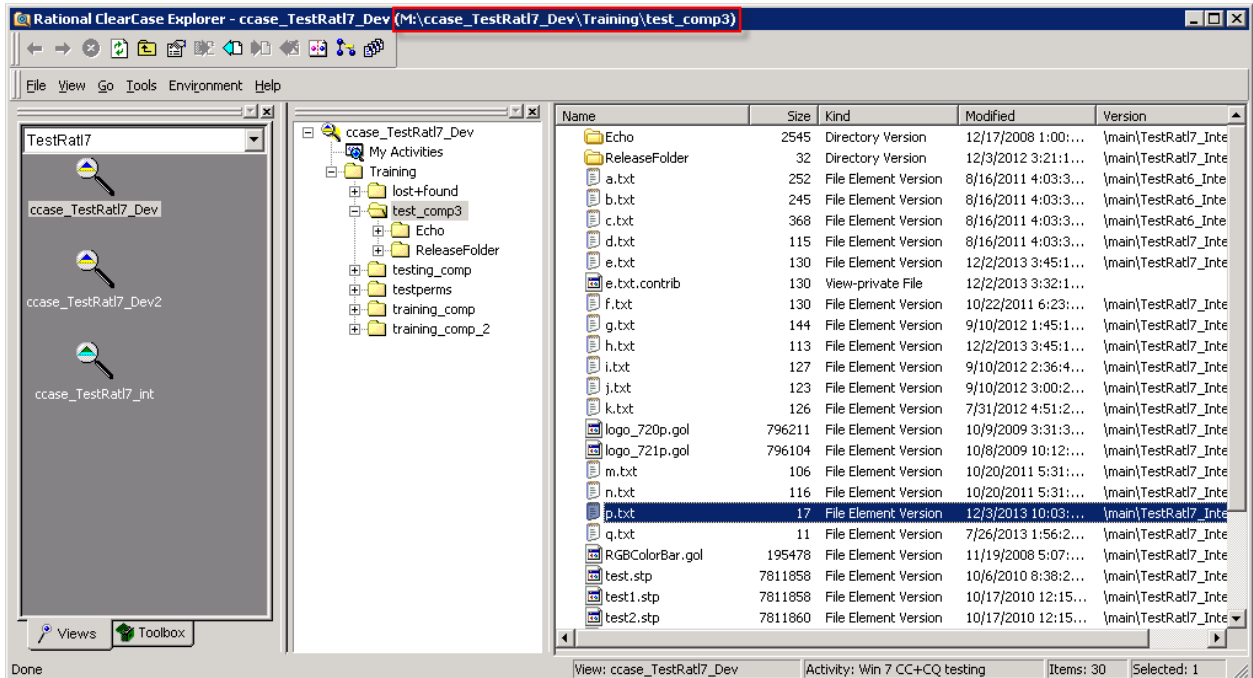 Rational ClearCase Explorer - ccase_TestRatl7_Dev (M:\ccase_TestRatl7_Dev\Training\test_comp3)
File View Go Tools Environment Help
TestRatl7
ccase_TestRatl7_Dev
ccase_TestRatl7_Dev2
ccase_TestRatl7_int
Views Toolbox
ccase_TestRatl7_Dev
My Activities
Training
lost+found
test_comp3
Echo
ReleaseFolder
testing_comp
testperms
training_comp
training_comp_2
Name Size Kind Modified Version
Echo 2545 Directory Version 12/17/2008 1:00:... \main\TestRatl7_Inte
ReleaseFolder 32 Directory Version 12/3/2012 3:21:1... \main\TestRatl7_Inte
a.txt 252 File Element Version 8/16/2011 4:03:3... \main\TestRat6_Inte
b.txt 245 File Element Version 8/16/2011 4:03:3... \main\TestRat6_Inte
c.txt 368 File Element Version 8/16/2011 4:03:3... \main\TestRat6_Inte
d.txt 115 File Element Version 8/16/2011 4:03:3... \main\TestRatl7_Inte
e.txt 130 File Element Version 12/2/2013 3:45:1... \main\TestRatl7_Inte
e.txt.contrib 130 View-private File 12/2/2013 3:32:1...
f.txt 130 File Element Version 10/22/2011 6:23:... \main\TestRatl7_Inte
g.txt 144 File Element Version 9/10/2012 1:45:1... \main\TestRatl7_Inte
h.txt 113 File Element Version 12/2/2013 3:45:1... \main\TestRatl7_Inte
i.txt 127 File Element Version 9/10/2012 2:36:4... \main\TestRatl7_Inte
j.txt 123 File Element Version 9/10/2012 3:00:2... \main\TestRatl7_Inte
k.txt 126 File Element Version 7/31/2012 4:51:2... \main\TestRatl7_Inte
logo_720p.gol 796211 File Element Version 10/9/2009 3:31:3... \main\TestRatl7_Inte
logo_721p.gol 796104 File Element Version 10/8/2009 10:12:... \main\TestRatl7_Inte
m.txt 106 File Element Version 10/20/2011 5:31:... \main\TestRatl7_Inte
n.txt 116 File Element Version 10/20/2011 5:31:... \main\TestRatl7_Inte
p.txt 17 File Element Version 12/3/2013 10:03:... \main\TestRatl7_Inte
q.txt 11 File Element Version 7/26/2013 1:56:2... \main\TestRatl7_Inte
RGBColorBar.gol 195478 File Element Version 11/19/2008 5:07:... \main\TestRatl7_Inte
test.stp 7811858 File Element Version 10/6/2010 8:38:2... \main\TestRatl7_Inte
test1.stp 7811858 File Element Version 10/17/2010 12:15... \main\TestRatl7_Inte
test2.stp 7811860 File Element Version 10/17/2010 12:15... \main\TestRatl7_Inte
Done View: ccase_TestRatl7_Dev Activity: Win 7 CC+CQ testing Items: 30 Selected: 1